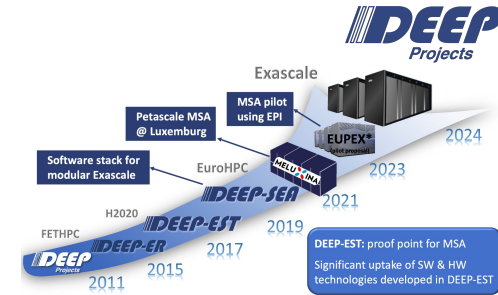 DEEP
Projects
Exascale
MSA pilot
using EPI
Petascale MSA
@ Luxemburg
EUPEX*
(pilot proposal)
2024
Software stack for
modular Exascale
EuroHPC
MELUXINA
2023
DEEP-SEA
2021
H2020
DEEP-EST
2019
FETHPC
DEEP-ER
2017
DEEP
Projects
2015
2011
DEEP-EST: proof point for MSA
Significant uptake of SW & HW
technologies developed in DEEP-EST